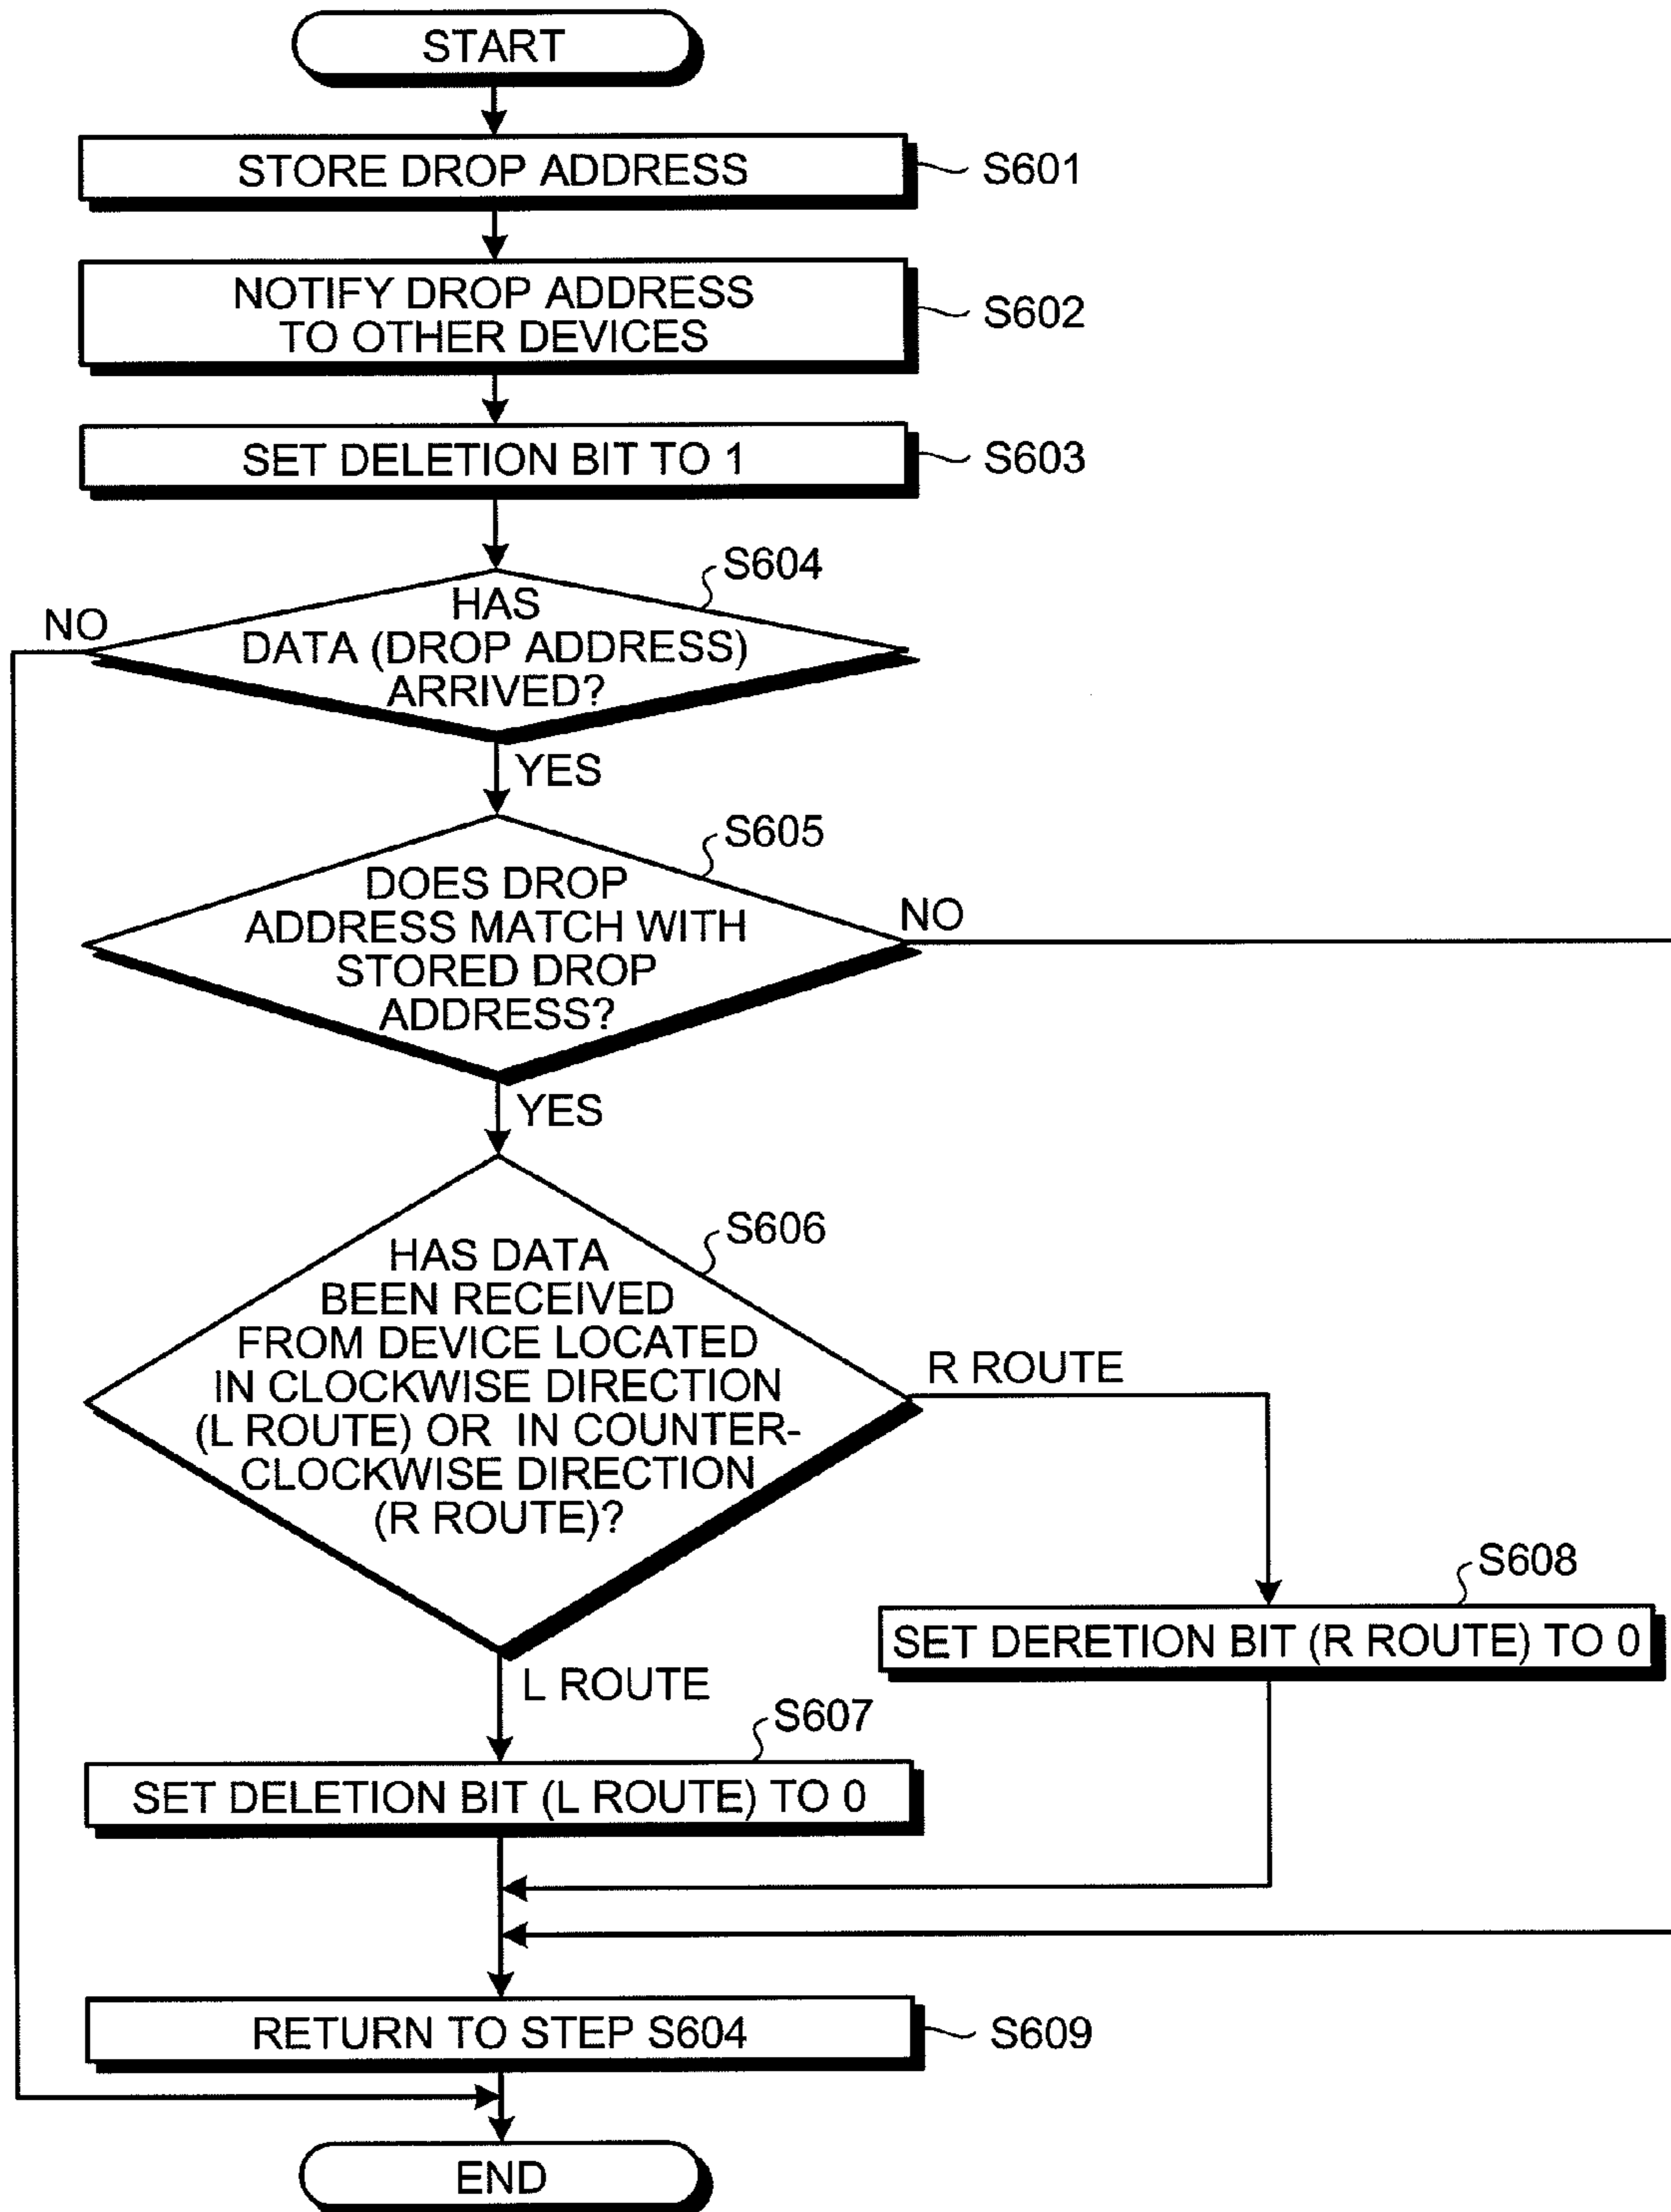 START
STORE DROP ADDRESS
S601
NOTIFY DROP ADDRESS
TO OTHER DEVICES
S602
SET DELETION BIT TO 1
S603
S604
NO
HAS
DATA (DROP ADDRESS)
ARRIVED?
YES
S605
DOES DROP
ADDRESS MATCH WITH
STORED DROP
ADDRESS?
NO
YES
S606
HAS DATA
BEEN RECEIVED
FROM DEVICE LOCATED
IN CLOCKWISE DIRECTION
(L ROUTE) OR IN COUNTER-
CLOCKWISE DIRECTION
(R ROUTE)?
R ROUTE
S608
SET DERETION BIT (R ROUTE) TO 0
L ROUTE
S607
SET DELETION BIT (L ROUTE) TO 0
RETURN TO STEP S604
S609
END